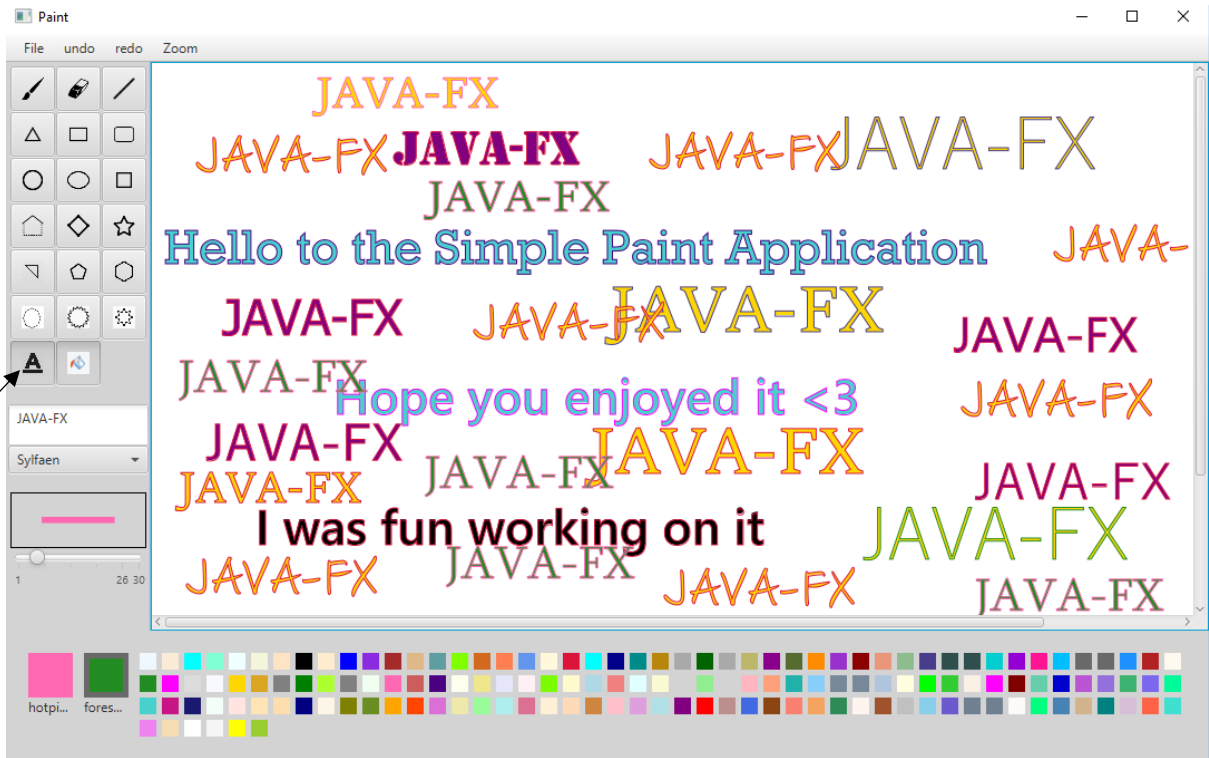 Paint
File undo redo Zoom
JAVA-FX
JAVA-FX JAVA-FX JAVA-FX JAVA-FX
JAVA-FX
Hello to the Simple Paint Application JAVA-
JAVA-FX JAVA-FX JAVA-FX JAVA-FX
JAVA-FX Hope you enjoyed it <3 JAVA-FX
A
JAVA-FX
JAVA-FX JAVA-FX JAVA-FX
Sylfaen
JAVA-FX JAVA-FX
I was fun working on it JAVA-FX
JAVA-FX JAVA-FX JAVA-FX JAVA-FX
1 26 30
hotpi... fores...